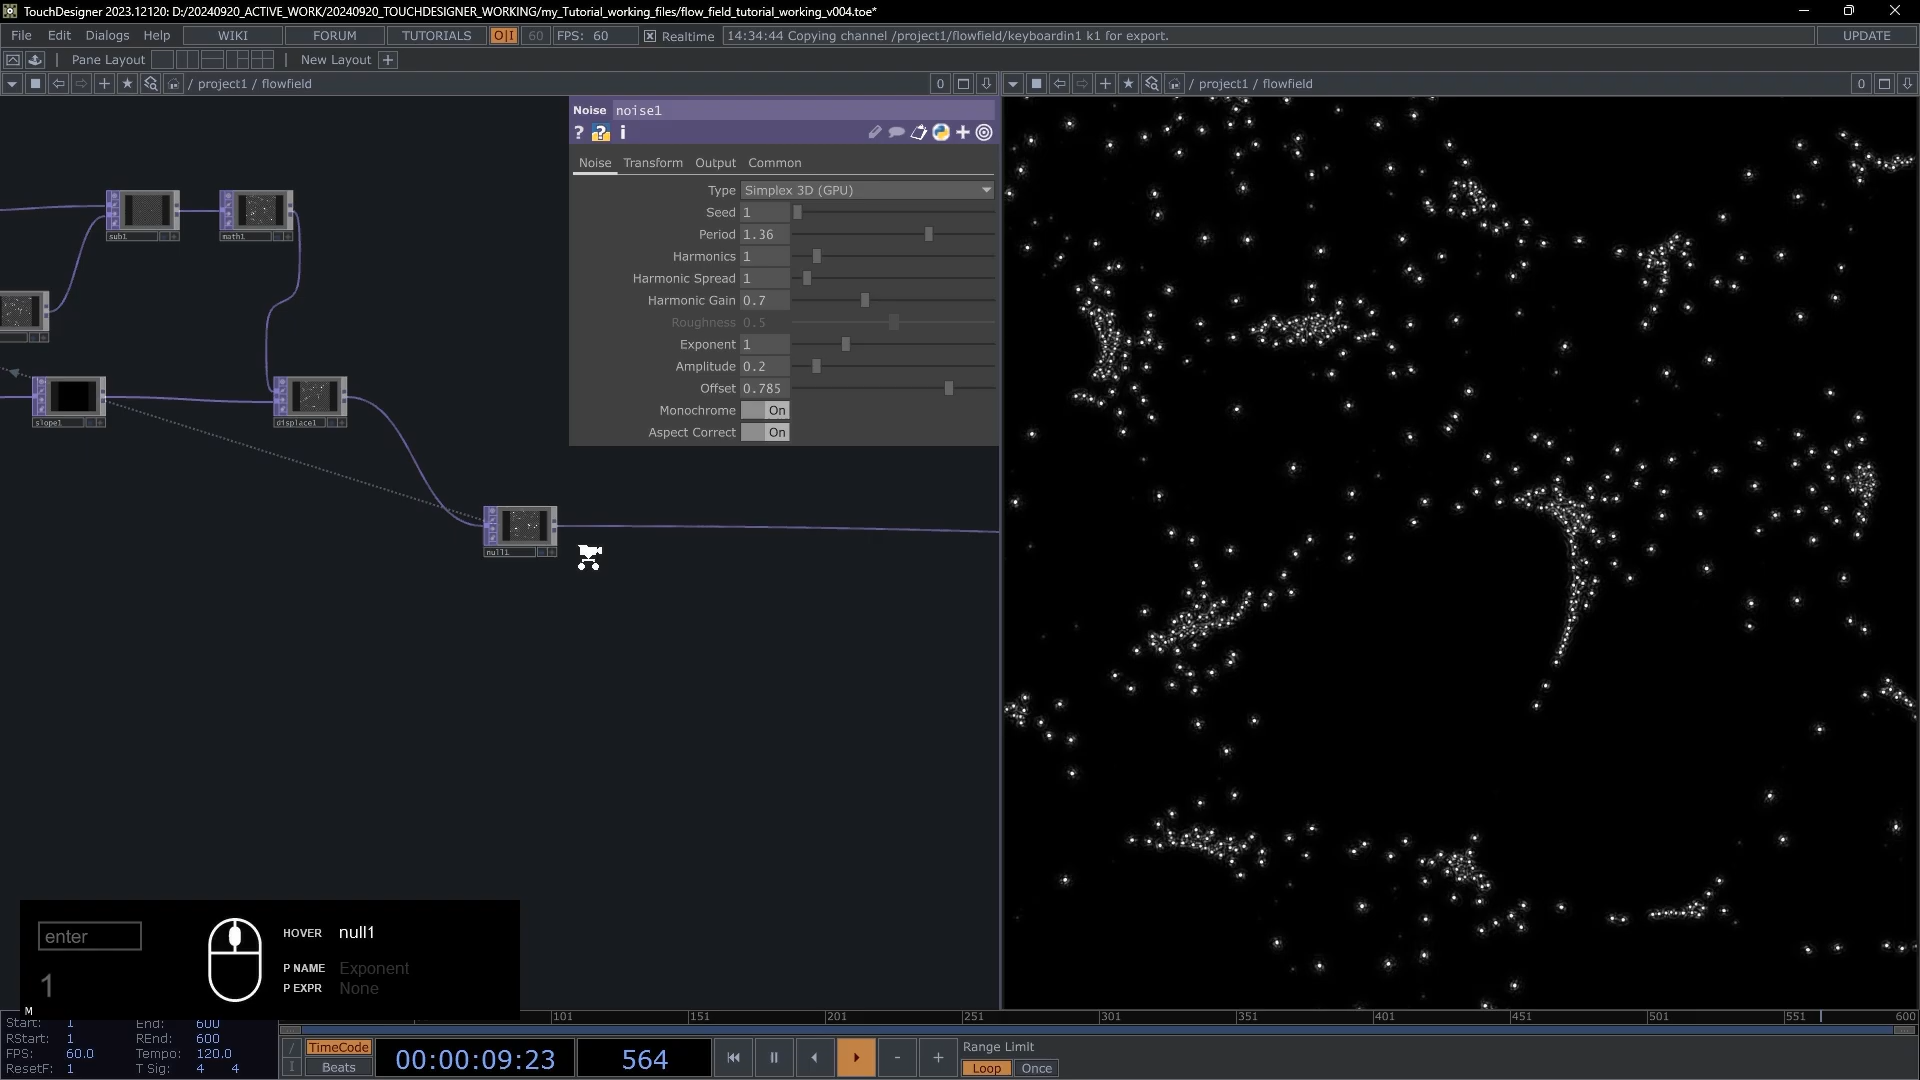 TouchDesigner 2023.12120: D:/20240920_ACTIVE_WORK/20240920_TOUCHDESIGNER_WORKING/my_Tutorial_working_files/flow_field_tutorial_working_v004.toe*
File Edit Dialogs Help WIKI FORUM TUTORIALS O|I 60 FPS: 60 Realtime 14:34:44 Copying channel /project1/flowfield/keyboardin1 k1 for export. UPDATE
Pane Layout New Layout +
/ project1 / flowfield 0 / project1 / flowfield 0
Noise noise1
? ? i
Noise Transform Output Common
Type Simplex 3D (GPU)
Seed 1
Period 1.36
Harmonics 1
Harmonic Spread 1
Harmonic Gain 0.7
Roughness 0.5
Exponent 1
Amplitude 0.2
Offset 0.785
Monochrome On
Aspect Correct On
sub1 math1
slope1 displace1
null1
enter
1
M
HOVER null1
P NAME Exponent
P EXPR None
101 151 201 251 301 351 401 451 501 551 600
Start: 1 End: 600
RStart: 1 REnd: 600
FPS: 60.0 Tempo: 120.0
ResetF: 1 T Sig: 4 4
/ TimeCode
I Beats
00:00:09:23 564 - +
Range Limit
Loop Once